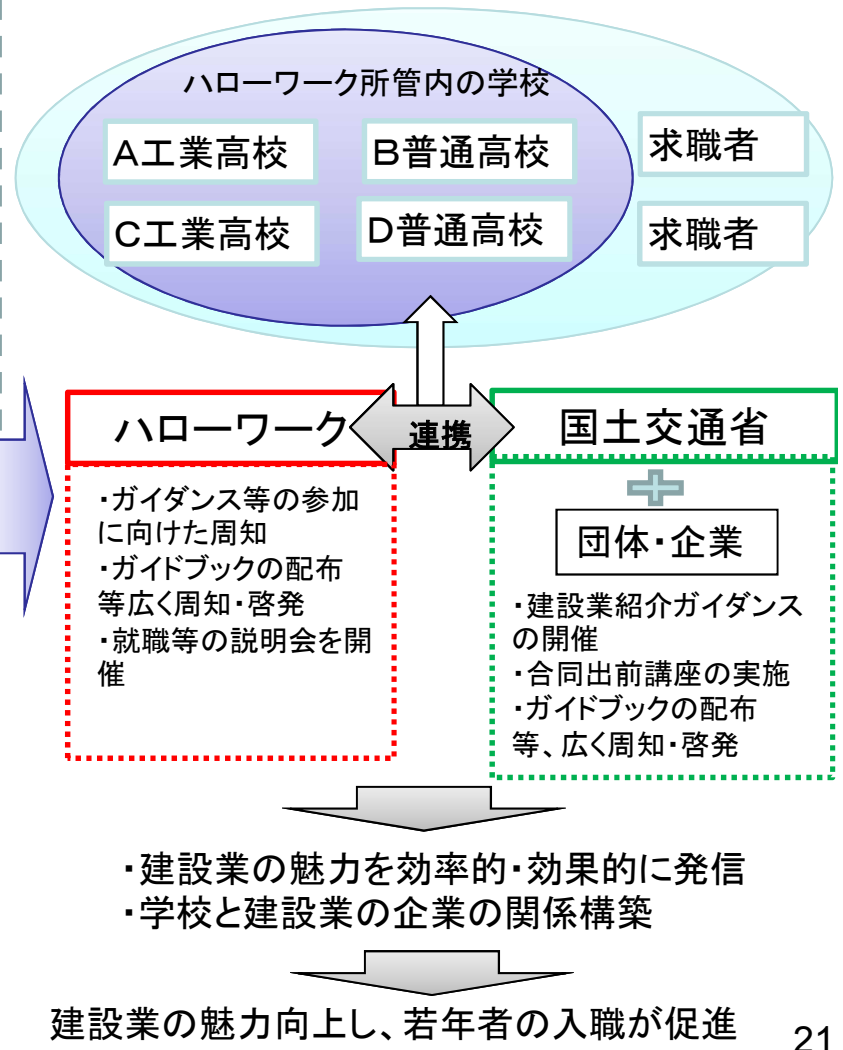 ハローワーク所管内の学校
A工業高校
B普通高校
求職者
C工業高校
D普通高校
求職者
ハローワーク
連携
国土交通省
・ガイダンス等の参加
に向けた周知
・ガイドブックの配布
等広く周知・啓発
・就職等の説明会を開
催
団体・企業
・建設業紹介ガイダンス
の開催
・合同出前講座の実施
・ガイドブックの配布
等、広く周知・啓発
・建設業の魅力を効率的・効果的に発信
・学校と建設業の企業の関係構築
建設業の魅力向上し、若年者の入職が促進
21